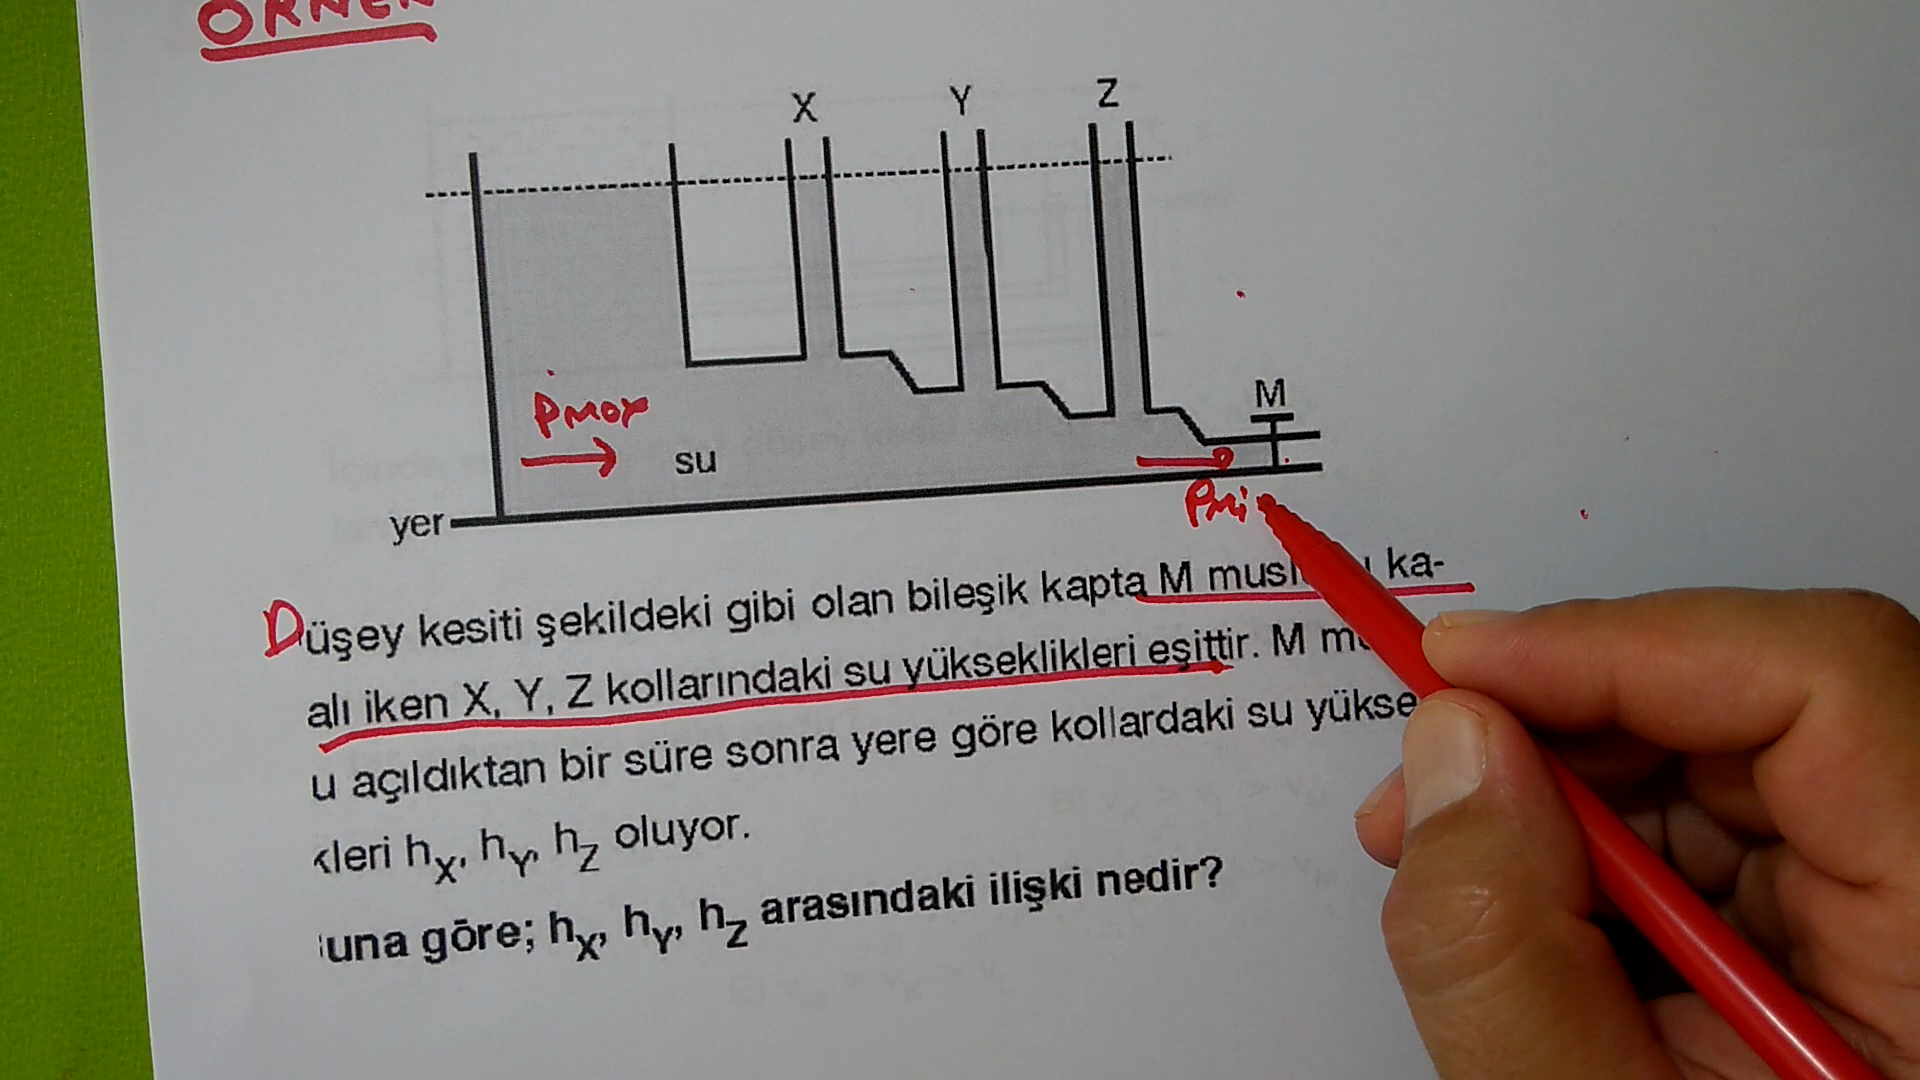 ÖRNEK
X Y Z
M
Pmax
su
yer
Pmi
Düşey kesiti şekildeki gibi olan bileşik kapta M ka-
alı iken X, Y, Z kollarındaki su yükseklikleri eşittir. M
u açıldıktan bir süre sonra yere göre kollardaki su yükse
kleri hX, hY, hZ oluyor.
una göre; hX, hY, hZ arasındaki ilişki nedir?